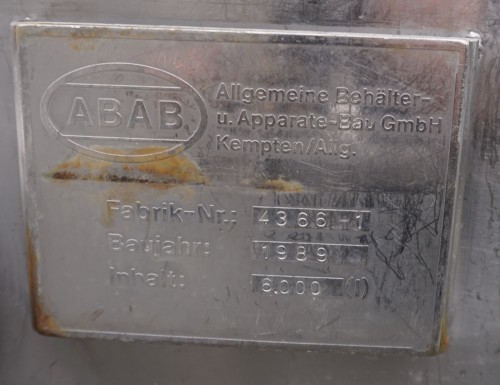 ABAB
Allgemeine Behälter-
u. Apparate-Bau GmbH
Kempten/Allg.
Fabrik-Nr.: 4366-1
Baujahr: 1989
Inhalt: 6.000 (l)